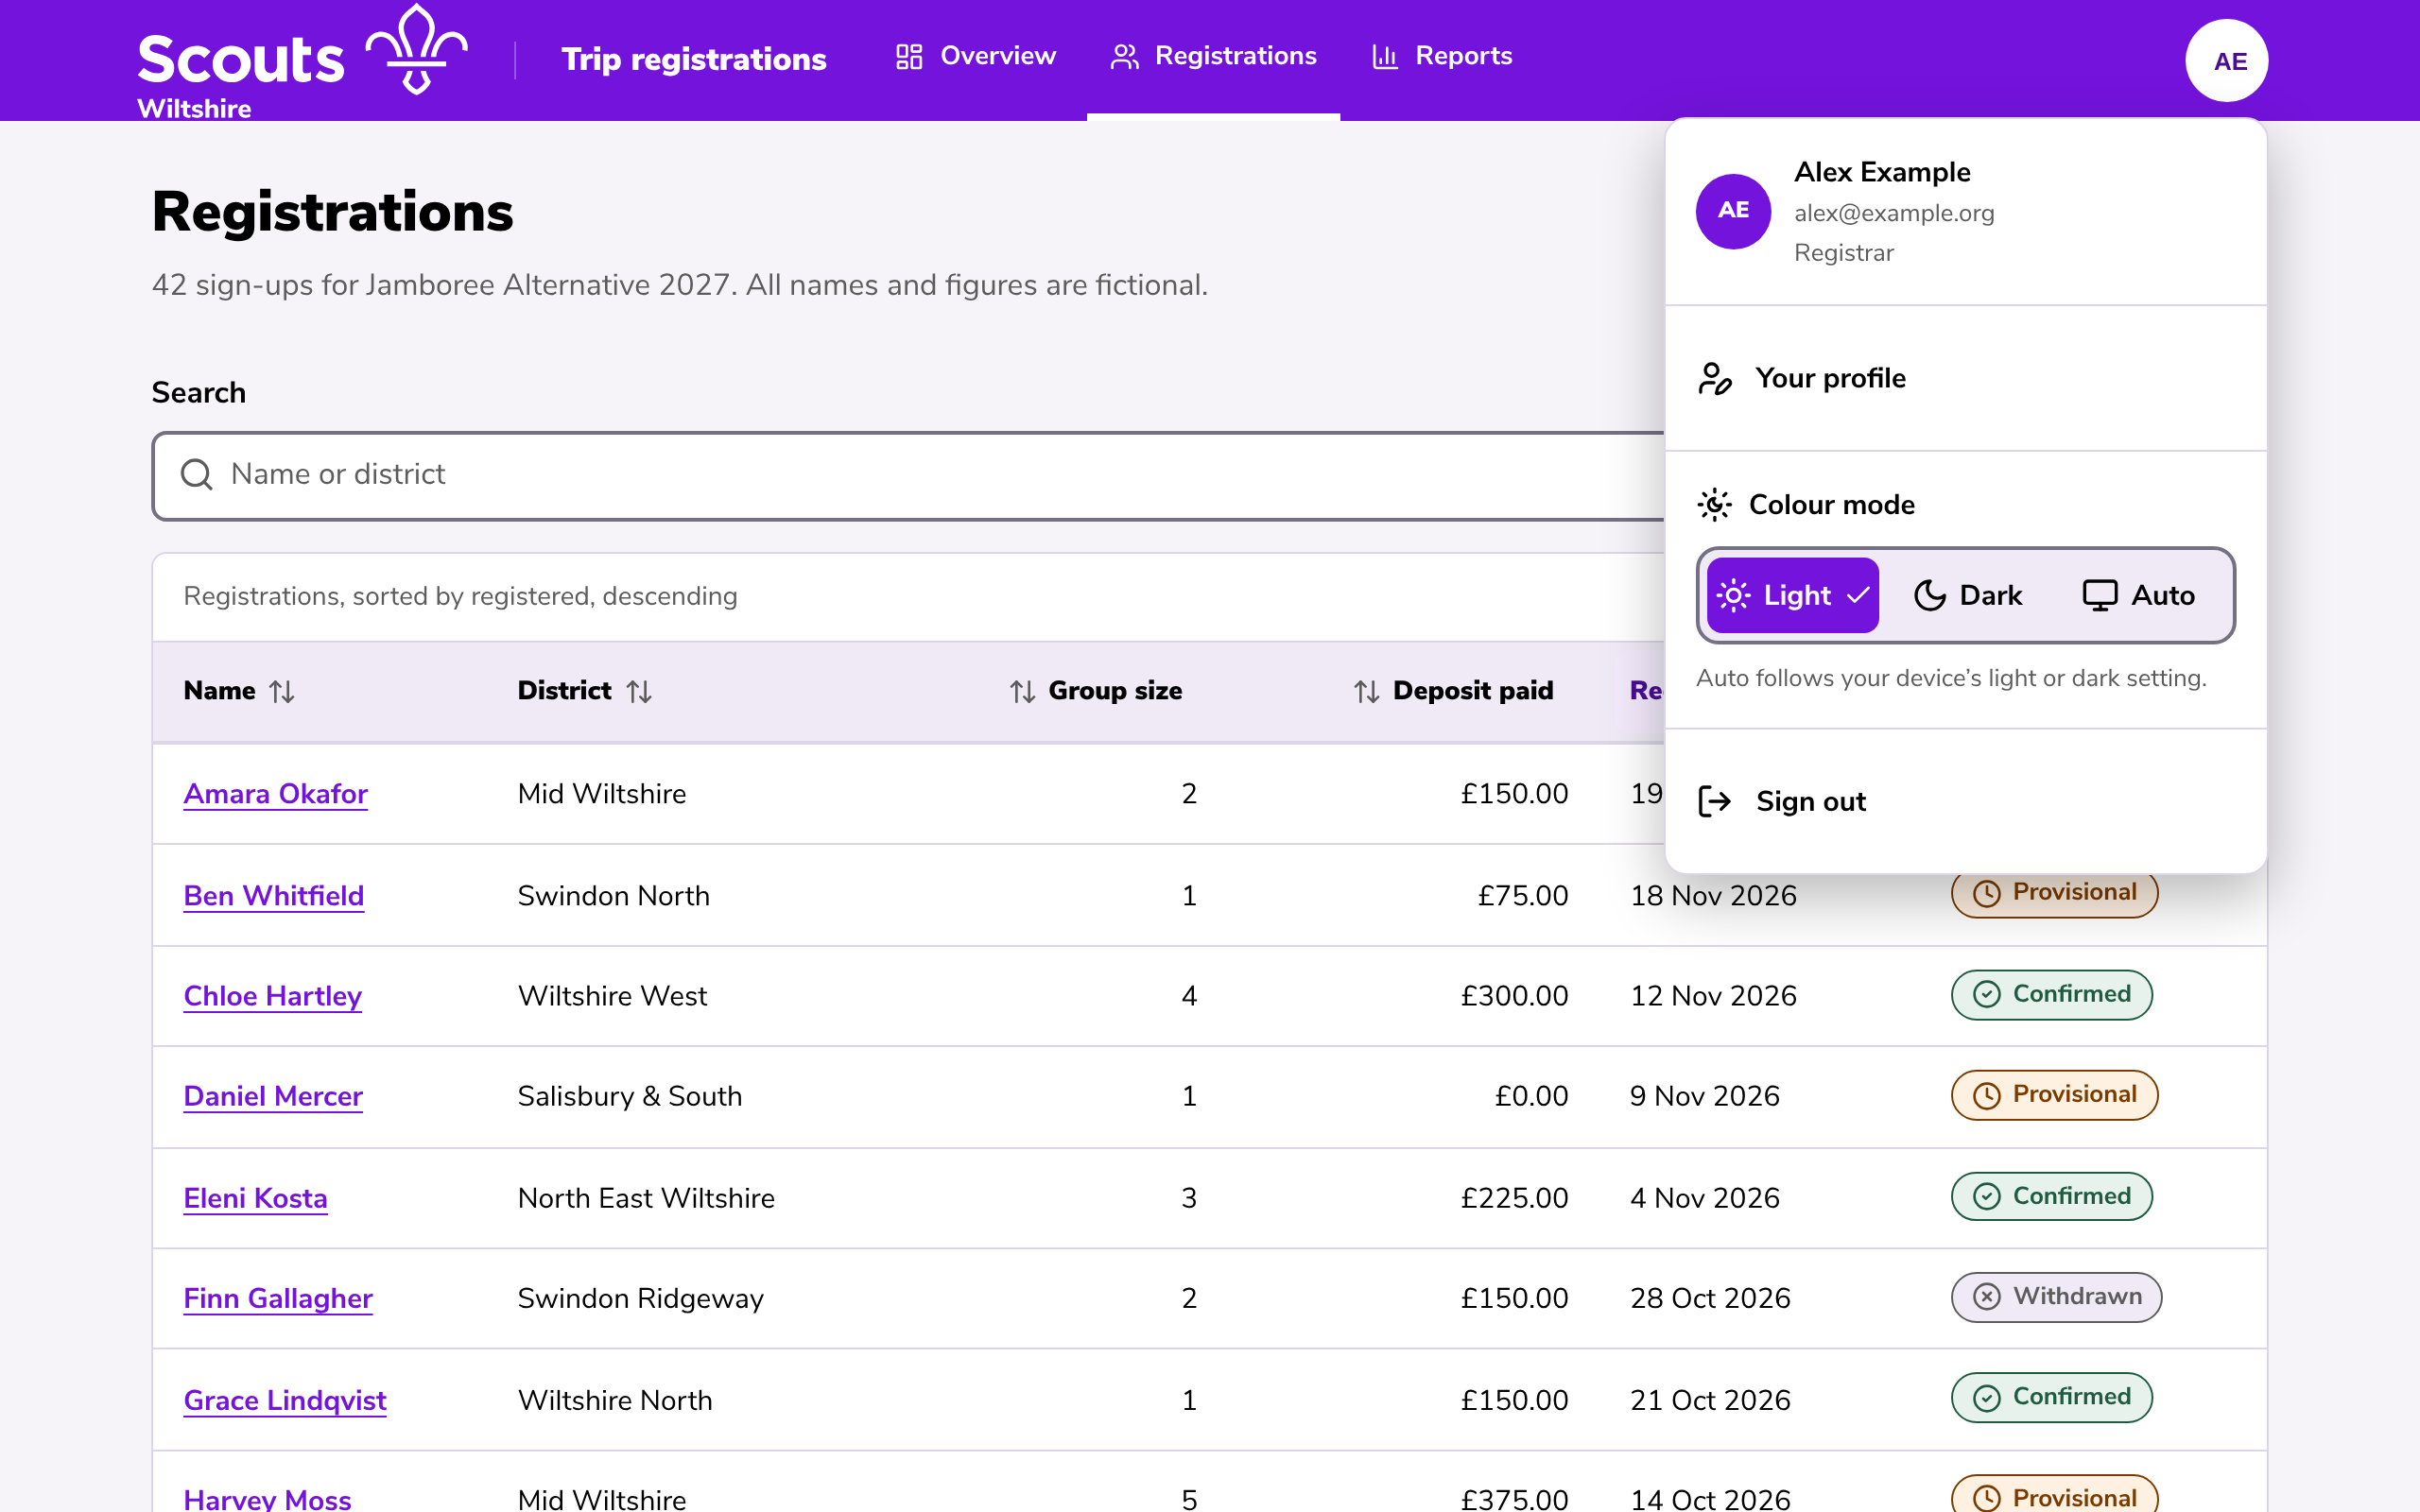 Scouts
Wiltshire
Trip registrations
Overview
Registrations
Reports
AE
Registrations
42 sign-ups for Jamboree Alternative 2027. All names and figures are fictional.
Search
Name or district
AE
Alex Example
alex@example.org
Registrar
Your profile
Colour mode
Light
Dark
Auto
Auto follows your device’s light or dark setting.
Sign out
Registrations, sorted by registered, descending
Name District Group size Deposit paid Re
Amara Okafor Mid Wiltshire 2 £150.00 19
Ben Whitfield Swindon North 1 £75.00 18 Nov 2026 Provisional
Chloe Hartley Wiltshire West 4 £300.00 12 Nov 2026 Confirmed
Daniel Mercer Salisbury & South 1 £0.00 9 Nov 2026 Provisional
Eleni Kosta North East Wiltshire 3 £225.00 4 Nov 2026 Confirmed
Finn Gallagher Swindon Ridgeway 2 £150.00 28 Oct 2026 Withdrawn
Grace Lindqvist Wiltshire North 1 £150.00 21 Oct 2026 Confirmed
Harvey Moss Mid Wiltshire 5 £375.00 14 Oct 2026 Provisional